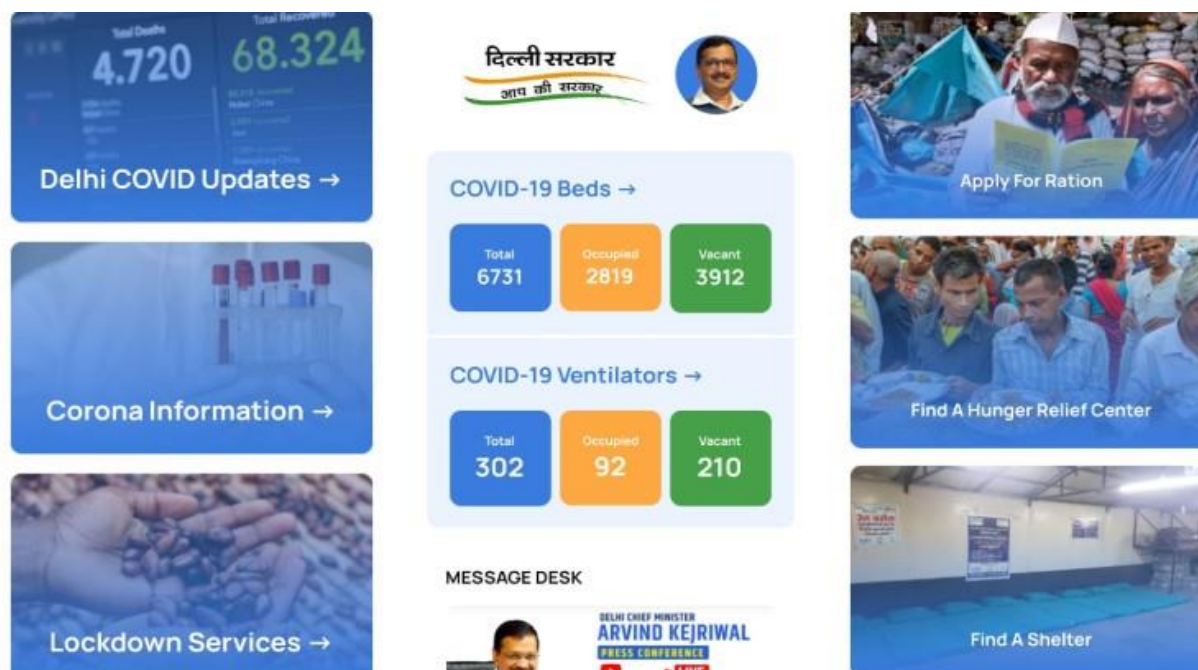 Total Deaths
4.720
Total Recovered
68.324
Delhi COVID Updates →
Corona Information →
Lockdown Services →
दिल्ली सरकार
आप की सरकार
COVID-19 Beds →
Total
6731
Occupied
2819
Vacant
3912
COVID-19 Ventilators →
Total
302
Occupied
92
Vacant
210
MESSAGE DESK
DELHI CHIEF MINISTER
ARVIND KEJRIWAL
PRESS CONFERENCE
LIVE
Apply For Ration
Find A Hunger Relief Center
Find A Shelter